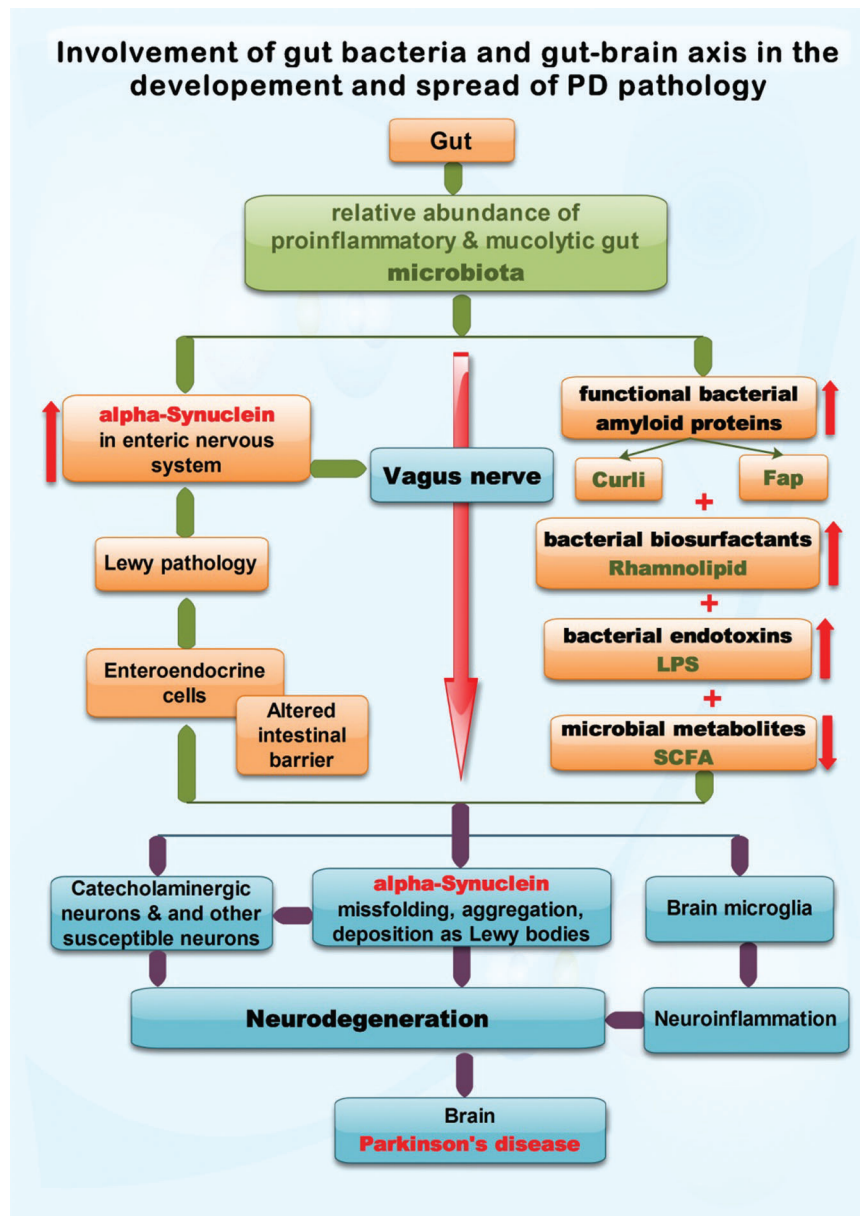 Involvement of gut bacteria and gut-brain axis in the
developement and spread of PD pathology
Gut
relative abundance of
proinflammatory & mucolytic gut
microbiota
alpha-Synuclein
in enteric nervous
system
Vagus nerve
functional bacterial
amyloid proteins
Curli
Fap
+
bacterial biosurfactants
Rhamnolipid
+
bacterial endotoxins
LPS
+
microbial metabolites
SCFA
Lewy pathology
Enteroendocrine
cells
Altered
intestinal
barrier
Catecholaminergic
neurons & and other
susceptible neurons
alpha-Synuclein
missfolding, aggregation,
deposition as Lewy bodies
Brain microglia
Neurodegeneration
Neuroinflammation
Brain
Parkinson's disease